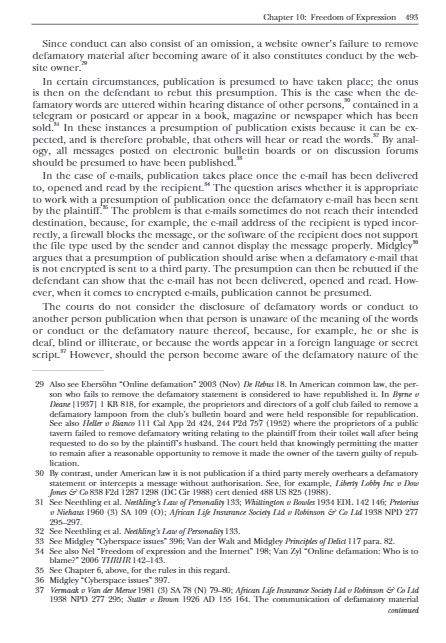 Chapter 10: Freedom of Expression 493
Since conduct can also consist of an omission, a website owner's failure to remove
defamatory material after becoming aware of it also constitutes conduct by the web-
site owner.29
In certain circumstances, publication is presumed to have taken place; the onus
is then on the defendant to rebut this presumption. This is the case when the de-
famatory words are uttered within hearing distance of other persons,30 contained in a
telegram or postcard or appear in a book, magazine or newspaper which has been
sold.31 In these instances a presumption of publication exists because it can be ex-
pected, and is therefore probable, that others will hear or read the words.32 By anal-
ogy, all messages posted on electronic bulletin boards or on discussion forums
should be presumed to have been published.33
In the case of e-mails, publication takes place once the e-mail has been delivered
to, opened and read by the recipient.34 The question arises whether it is appropriate
to work with a presumption of publication once the defamatory e-mail has been sent
by the plaintiff.35 The problem is that e-mails sometimes do not reach their intended
destination, because, for example, the e-mail address of the recipient is typed incor-
rectly, a firewall blocks the message, or the software of the recipient does not support
the file type used by the sender and cannot display the message properly. Midgley36
argues that a presumption of publication should arise when a defamatory e-mail that
is not encrypted is sent to a third party. The presumption can then be rebutted if the
defendant can show that the e-mail has not been delivered, opened and read. How-
ever, when it comes to encrypted e-mails, publication cannot be presumed.
The courts do not consider the disclosure of defamatory words or conduct to
another person publication when that person is unaware of the meaning of the words
or conduct or the defamatory nature thereof, because, for example, he or she is
deaf, blind or illiterate, or because the words appear in a foreign language or secret
script.37 However, should the person become aware of the defamatory nature of the
29 Also see Ebersöhn "Online defamation" 2003 (Nov) De Rebus 18. In American common law, the per-
son who fails to remove the defamatory statement is considered to have republished it. In Byrne v
Deane [1937] 1 KB 818, for example, the proprietors and directors of a golf club failed to remove a
defamatory lampoon from the club's bulletin board and were held responsible for republication.
See also Heller v Bianco 111 Cal App 2d 424, 244 P2d 757 (1952) where the proprietors of a public
tavern failed to remove defamatory writing relating to the plaintiff from their toilet wall after being
requested to do so by the plaintiff's husband. The court held that knowingly permitting the matter
to remain after a reasonable opportunity to remove it made the owner of the tavern guilty of repub-
lication.
30 By contrast, under American law it is not publication if a third party merely overhears a defamatory
statement or intercepts a message without authorisation. See, for example, Liberty Lobby Inc v Dow
Jones & Co 838 F2d 1287 1298 (DC Cir 1988) cert denied 488 US 825 (1988).
31 See Neethling et al. Neethling's Law of Personality 133; Whittington v Bowles 1934 EDL 142 146; Pretorius
v Niehaus 1960 (3) SA 109 (O); African Life Insurance Society Ltd v Robinson & Co Ltd 1938 NPD 277
295–297.
32 See Neethling et al. Neethling's Law of Personality 133.
33 See Midgley "Cyberspace issues" 396; Van der Walt and Midgley Principles of Delict 117 para. 82.
34 See also Nel "Freedom of expression and the Internet" 198; Van Zyl "Online defamation: Who is to
blame?" 2006 THRHR 142–143.
35 See Chapter 6, above, for the rules in this regard.
36 Midgley "Cyberspace issues" 397.
37 Vermaak v Van der Merwe 1981 (3) SA 78 (N) 79–80; African Life Insurance Society Ltd v Robinson & Co Ltd
1938 NPD 277 295; Sutter v Brown 1926 AD 155 164. The communication of defamatory material
continued